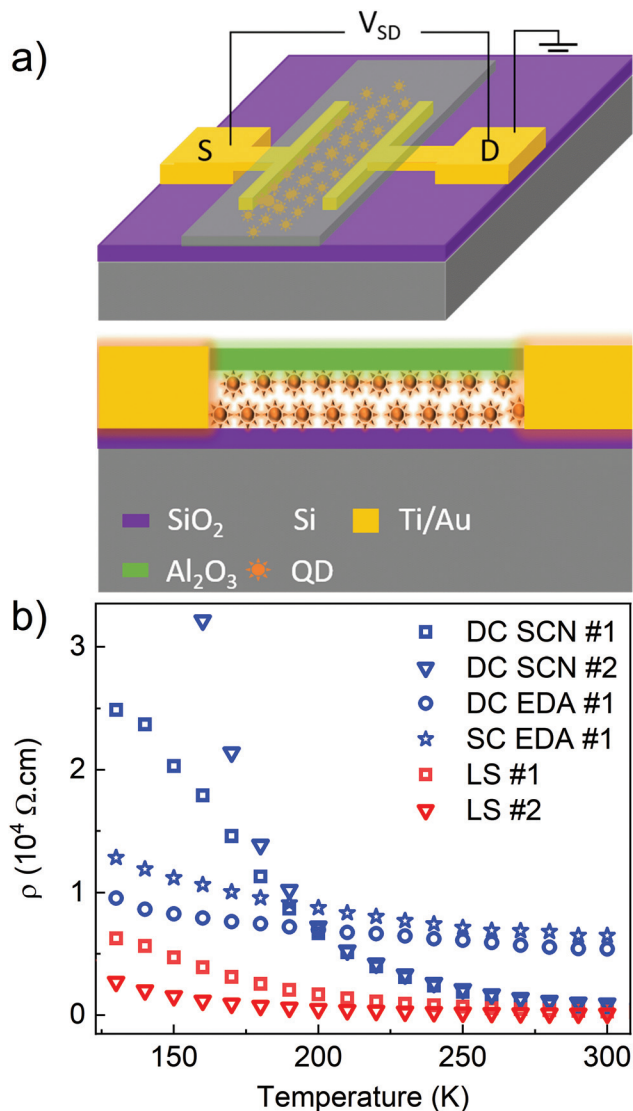 a)
V_SD
S
D
SiO₂ Si Ti/Au
Al₂O₃ QD
b)
DC SCN #1
DC SCN #2
DC EDA #1
SC EDA #1
LS #1
LS #2
3
2
1
0
ρ (10⁴ Ω.cm)
150 200 250 300
Temperature (K)